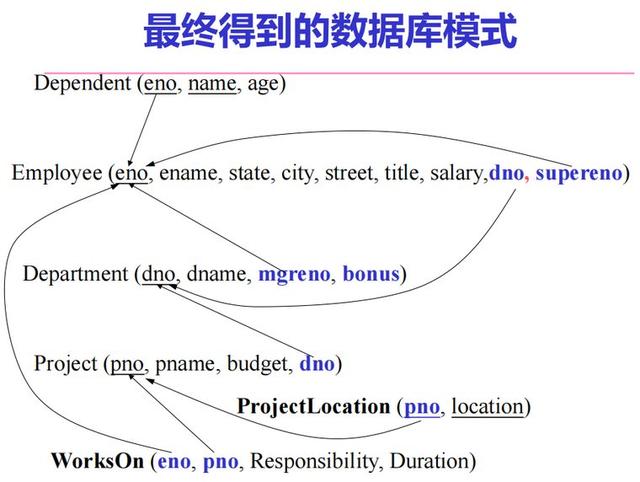 最终得到的数据库模式
Dependent (eno, name, age)
Employee (eno, ename, state, city, street, title, salary,dno, supereno)
Department (dno, dname, mgreno, bonus)
Project (pno, pname, budget, dno)
ProjectLocation (pno, location)
WorksOn (eno, pno, Responsibility, Duration)